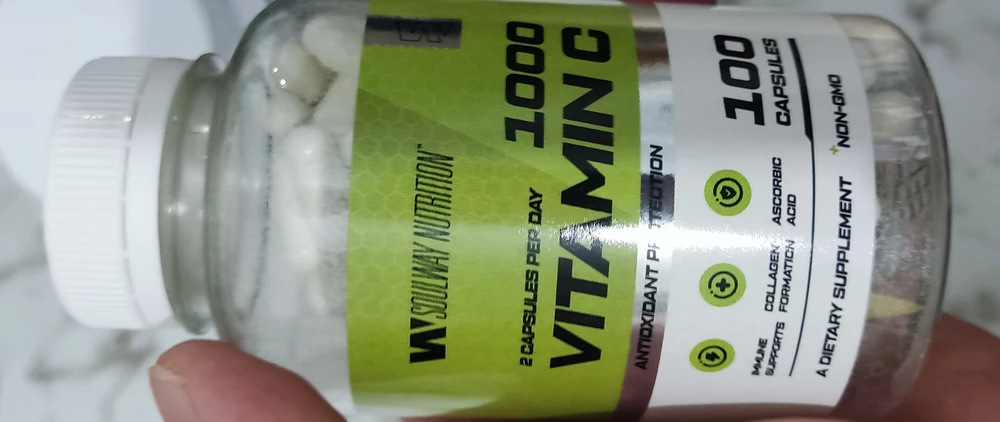 SOULWAY NUTRITION™
2 CAPSULES PER DAY
1000
VITAMIN C
ANTIOXIDANT PROTECTION
100
CAPSULES
IMMUNE
SUPPORTS
COLLAGEN
FORMATION
ASCORBIC
ACID
A DIETARY SUPPLEMENT
+NON-GMO